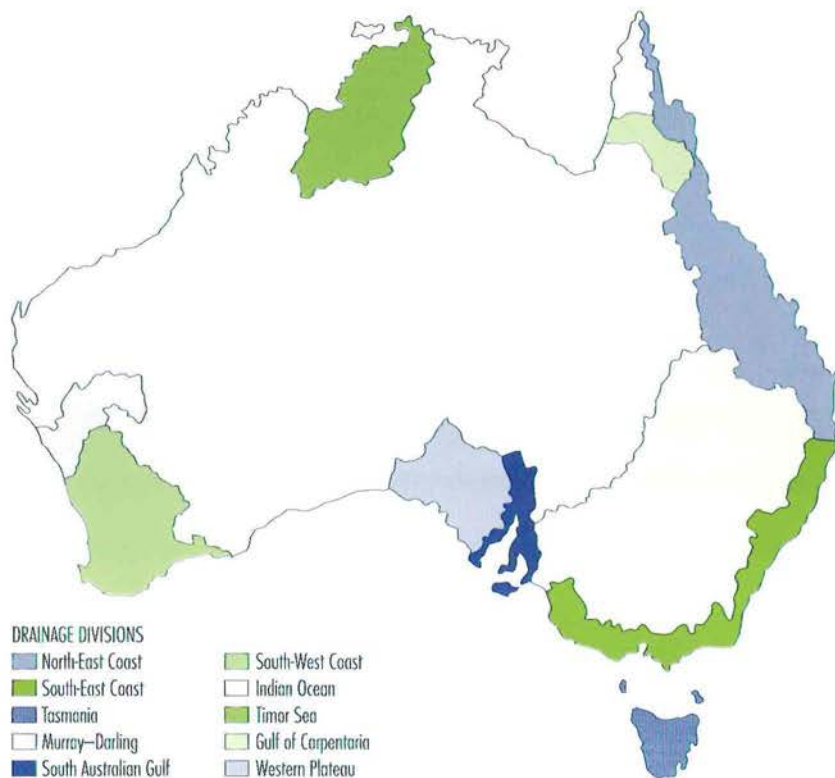 DRAINAGE DIVISIONS
North-East Coast
South-East Coast
Tasmania
Murray–Darling
South Australian Gulf
South-West Coast
Indian Ocean
Timor Sea
Gulf of Carpentaria
Western Plateau